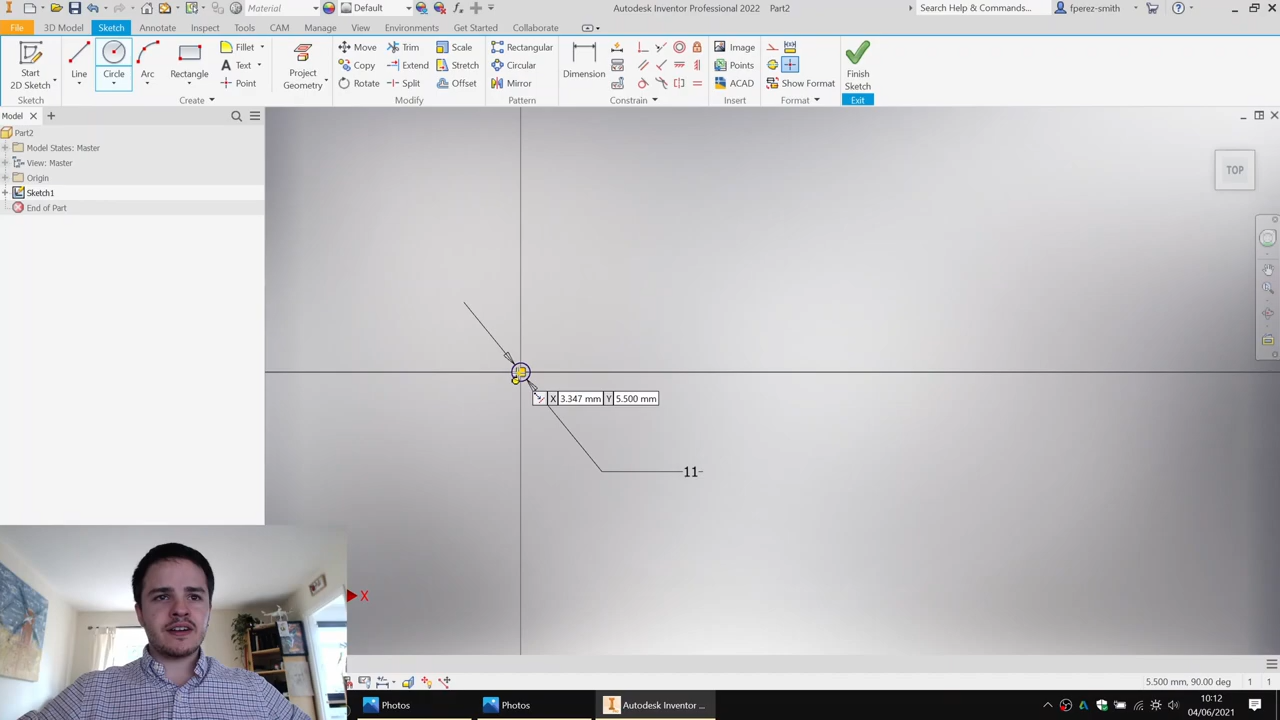 Material
Default
Autodesk Inventor Professional 2022 Part2
Search Help & Commands...
fperez-smith
File
3D Model
Sketch
Annotate
Inspect
Tools
CAM
Manage
View
Environments
Get Started
Collaborate
Start
2D Sketch
Line
Circle
Arc
Rectangle
Fillet
Text
Point
Project
Geometry
Move
Copy
Rotate
Trim
Extend
Split
Scale
Stretch
Offset
Rectangular
Circular
Mirror
Dimension
Image
Points
ACAD
Show Format
Finish
Sketch
Sketch
Create
Modify
Pattern
Constrain
Insert
Format
Exit
Model
Part2
Model States: Master
View: Master
Origin
Sketch1
End of Part
TOP
X 3.347 mm Y 5.500 mm
11
X
5.500 mm, 90.00 deg 1 1
Photos
Photos
Autodesk Inventor ...
10:12
04/06/2021